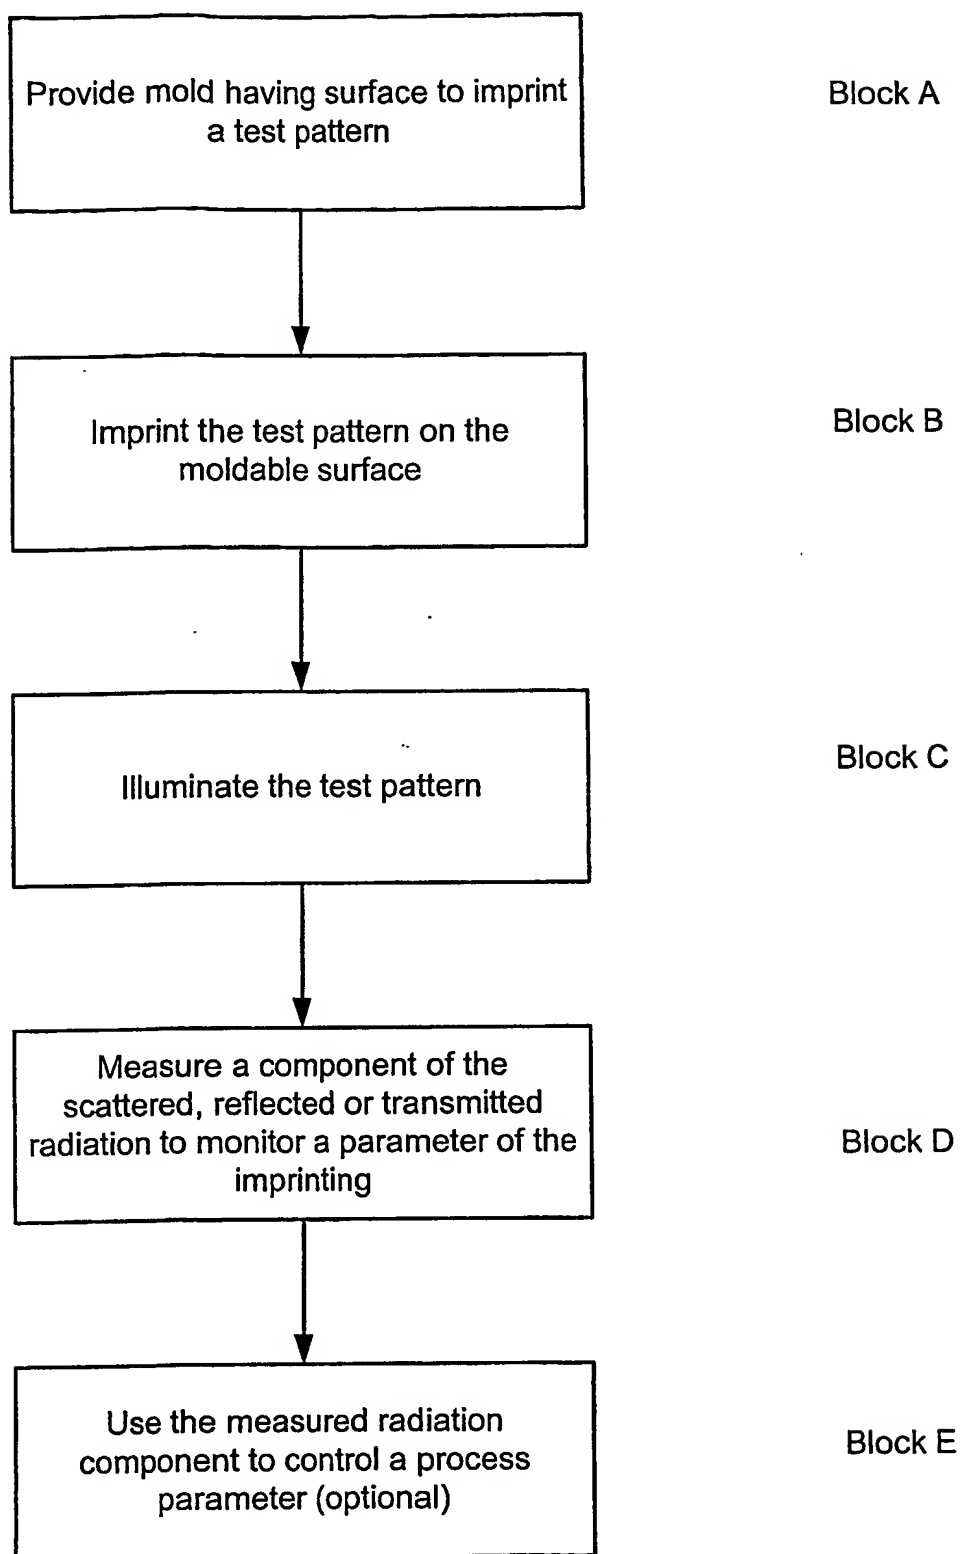 Provide mold having surface to imprint
a test pattern
Block A
Imprint the test pattern on the
moldable surface
Block B
Illuminate the test pattern
Block C
Measure a component of the
scattered, reflected or transmitted
radiation to monitor a parameter of the
imprinting
Block D
Use the measured radiation
component to control a process
parameter (optional)
Block E